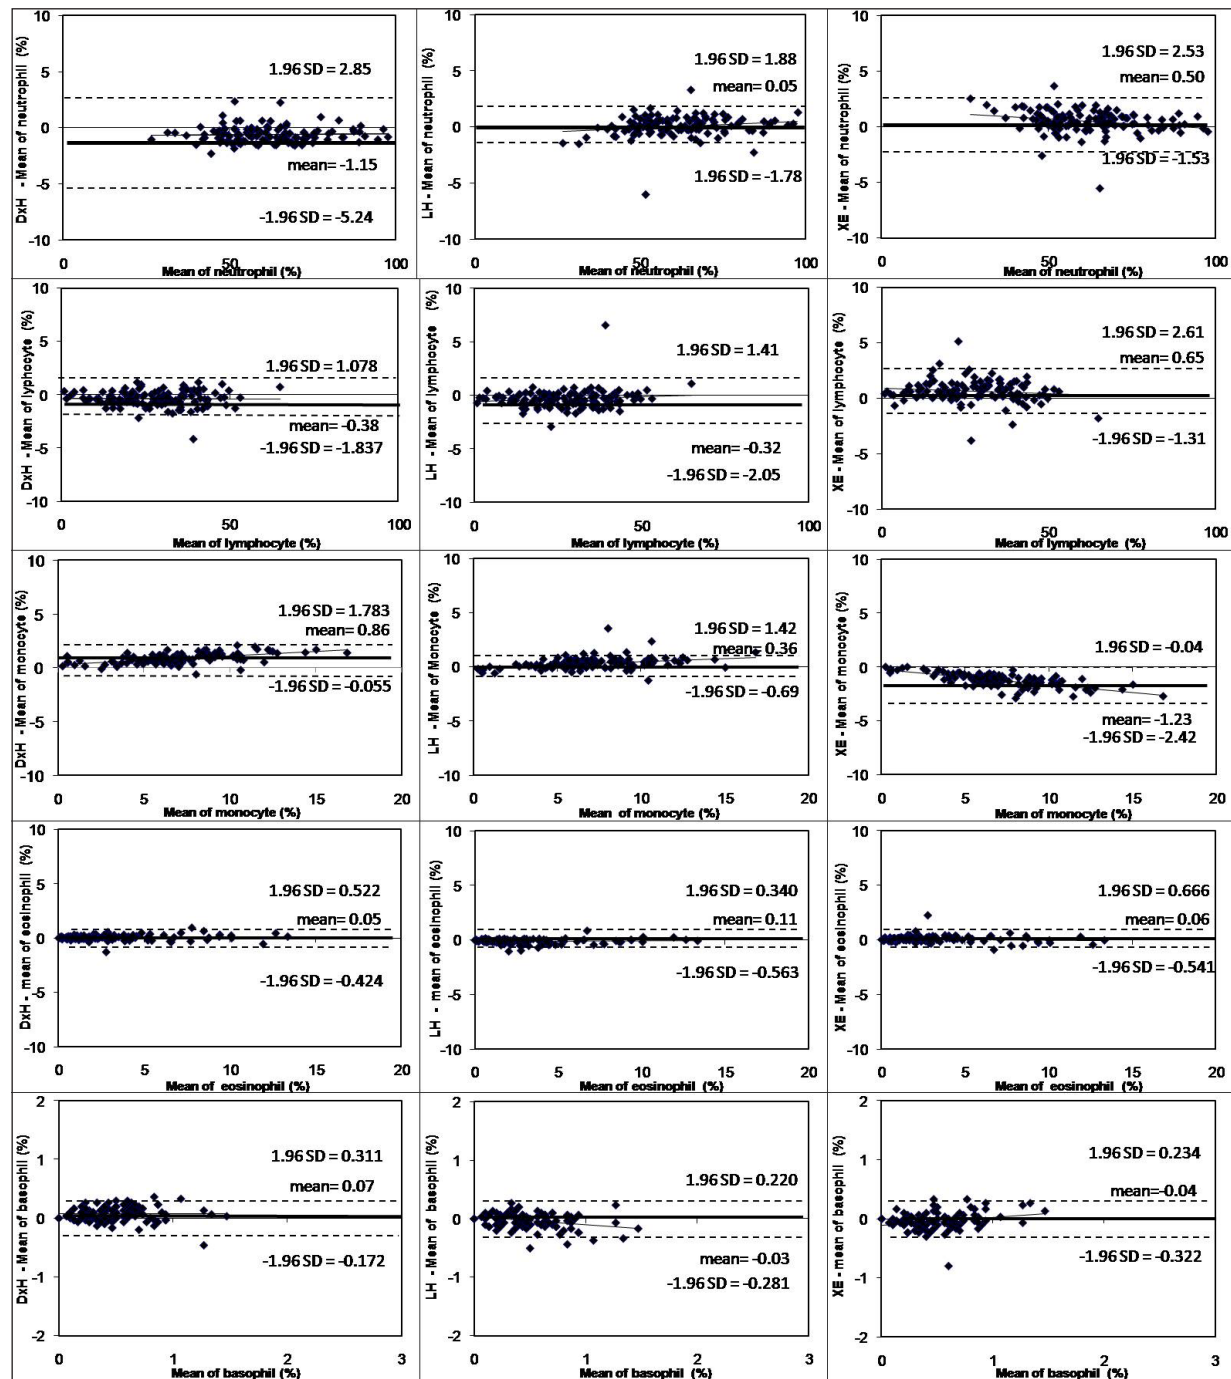 DxH - Mean of neutrophil (%)
10
5
0
-5
-10
1.96 SD = 2.85
mean= -1.15
-1.96 SD = -5.24
0 50 100
Mean of neutrophil (%)
LH - Mean of neutrophil (%)
10
5
0
-5
-10
1.96 SD = 1.88
mean= 0.05
1.96 SD = -1.78
0 50 100
Mean of neutrophil (%)
XE - Mean of neutrophil (%)
10
5
0
-5
-10
1.96 SD = 2.53
mean= 0.50
1.96 SD = -1.53
0 50 100
Mean of neutrophil (%)
DxH - Mean of lyphocyte (%)
10
5
0
-5
-10
1.96 SD = 1.078
mean= -0.38
-1.96 SD = -1.837
0 50 100
Mean of lymphocyte (%)
LH - Mean of lymphocyte (%)
10
5
0
-5
-10
1.96 SD = 1.41
mean= -0.32
-1.96 SD = -2.05
0 50 100
Mean of lymphocyte (%)
XE - Mean of lymphocyte (%)
10
5
0
-5
-10
1.96 SD = 2.61
mean= 0.65
-1.96 SD = -1.31
0 50 100
Mean of lymphocyte (%)
DxH - Mean of monocyte (%)
10
5
0
-5
-10
1.96 SD = 1.783
mean= 0.86
-1.96 SD = -0.055
0 5 10 15 20
Mean of monocyte (%)
LH - Mean of Monocyte (%)
10
5
0
-5
-10
1.96 SD = 1.42
mean= 0.36
-1.96 SD = -0.69
0 5 10 15 20
Mean of monocyte (%)
XE - Mean of monocyte (%)
10
5
0
-5
-10
1.96 SD = -0.04
mean= -1.23
-1.96 SD = -2.42
0 5 10 15 20
Mean of monocyte (%)
DxH - mean of eosinophil (%)
10
5
0
-5
-10
1.96 SD = 0.522
mean= 0.05
-1.96 SD = -0.424
0 5 10 15 20
Mean of eosinophil (%)
LH - mean of eosinophil (%)
10
5
0
-5
-10
1.96 SD = 0.340
mean= 0.11
-1.96 SD = -0.563
0 5 10 15 20
Mean of eosinophil (%)
XE - Mean of eosinophil (%)
10
5
0
-5
-10
1.96 SD = 0.666
mean= 0.06
-1.96 SD = -0.541
0 5 10 15 20
Mean of eosinophil (%)
DxH - Mean of basophil (%)
2
1
0
-1
-2
1.96 SD = 0.311
mean= 0.07
-1.96 SD = -0.172
0 1 2 3
Mean of basophil (%)
LH - Mean of basophil (%)
2
1
0
-1
-2
1.96 SD = 0.220
mean= -0.03
-1.96 SD = -0.281
0 1 2 3
Mean of basophil (%)
XE - mean of basophil (%)
2
1
0
-1
-2
1.96 SD = 0.234
mean= -0.04
-1.96 SD = -0.322
0 1 2 3
Mean of basophil (%)